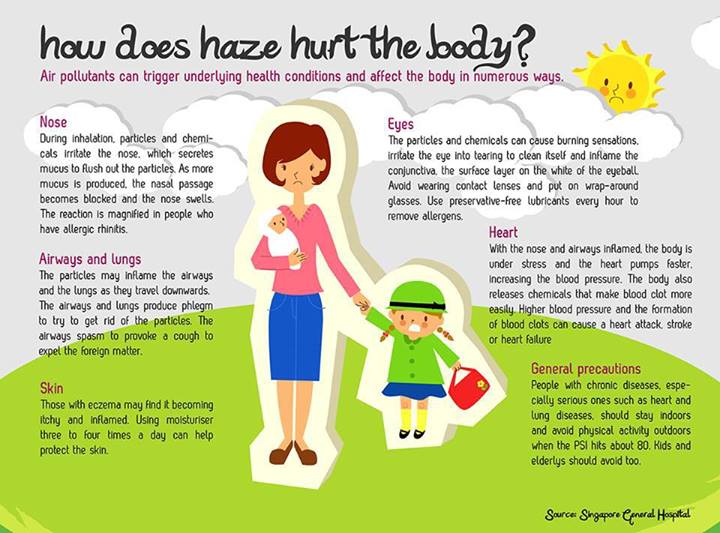 how does haze hurt the body?
Air pollutants can trigger underlying health conditions and affect the body in numerous ways.
Nose
During inhalation, particles and chemi-
cals irritate the nose, which secretes
mucus to flush out the particles. As more
mucus is produced, the nasal passage
becomes blocked and the nose swells.
The reaction is magnified in people who
have allergic rhinitis.
Airways and lungs
The particles may inflame the airways
and the lungs as they travel downwards.
The airways and lungs produce phlegm
to try to get rid of the particles. The
airways spasm to provoke a cough to
expel the foreign matter.
Skin
Those with eczema may find it becoming
itchy and inflamed. Using moisturiser
three to four times a day can help
protect the skin.
Eyes
The particles and chemicals can cause burning sensations,
irritate the eye into tearing to clean itself and inflame the
conjunctiva, the surface layer on the white of the eyeball.
Avoid wearing contact lenses and put on wrap-around
glasses. Use preservative-free lubricants every hour to
remove allergens.
Heart
With the nose and airways inflamed, the body is
under stress and the heart pumps faster,
increasing the blood pressure. The body also
releases chemicals that make blood clot more
easily. Higher blood pressure and the formation
of blood clots can cause a heart attack, stroke
or heart failure
General precautions
People with chronic diseases, espe-
cially serious ones such as heart and
lung diseases, should stay indoors
and avoid physical activity outdoors
when the PSI hits about 80. Kids and
elderlys should avoid too.
Source: Singapore General Hospital